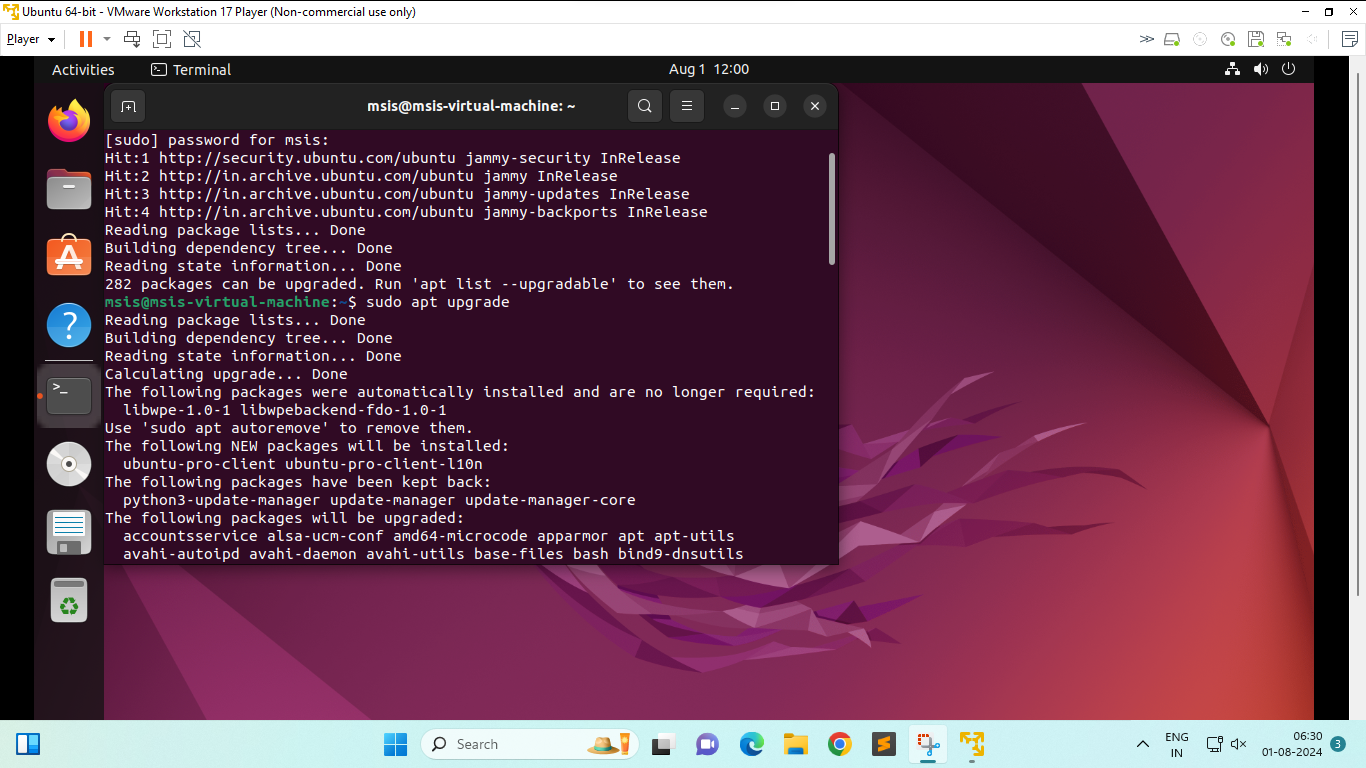 Ubuntu 64-bit - VMware Workstation 17 Player (Non-commercial use only)
Player
Activities
Terminal
Aug 1 12:00
msis@msis-virtual-machine: ~
[sudo] password for msis:
Hit:1 http://security.ubuntu.com/ubuntu jammy-security InRelease
Hit:2 http://in.archive.ubuntu.com/ubuntu jammy InRelease
Hit:3 http://in.archive.ubuntu.com/ubuntu jammy-updates InRelease
Hit:4 http://in.archive.ubuntu.com/ubuntu jammy-backports InRelease
Reading package lists... Done
Building dependency tree... Done
Reading state information... Done
282 packages can be upgraded. Run 'apt list --upgradable' to see them.
msis@msis-virtual-machine:~$ sudo apt upgrade
Reading package lists... Done
Building dependency tree... Done
Reading state information... Done
Calculating upgrade... Done
The following packages were automatically installed and are no longer required:
  libwpe-1.0-1 libwpebackend-fdo-1.0-1
Use 'sudo apt autoremove' to remove them.
The following NEW packages will be installed:
  ubuntu-pro-client ubuntu-pro-client-l10n
The following packages have been kept back:
  python3-update-manager update-manager update-manager-core
The following packages will be upgraded:
  accountsservice alsa-ucm-conf amd64-microcode apparmor apt apt-utils
  avahi-autoipd avahi-daemon avahi-utils base-files bash bind9-dnsutils
Search
ENG
IN
06:30
01-08-2024
3